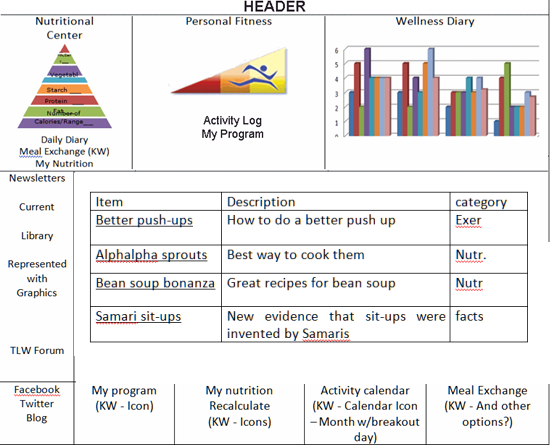 HEADER
Nutritional
Center
Vegetabl
Starch ___
Protein ___
Fat
Number of
Calories/Range___
Daily Diary
Meal Exchange (KW)
My Nutrition
Personal Fitness
Activity Log
My Program
Wellness Diary
6
5
4
3
2
1
0
Newsletters
Current
Library
Represented
with
Graphics
TLW Forum
Item Description category
Better push-ups How to do a better push up Exer
Alphalpha sprouts Best way to cook them Nutr.
Bean soup bonanza Great recipes for bean soup Nutr
Samari sit-ups New evidence that sit-ups were facts
invented by Samaris
Facebook
Twitter
Blog
My program
(KW - Icon)
My nutrition
Recalculate
(KW - Icons)
Activity calendar
(KW - Calendar Icon
– Month w/breakout
day)
Meal Exchange
(KW - And other
options?)